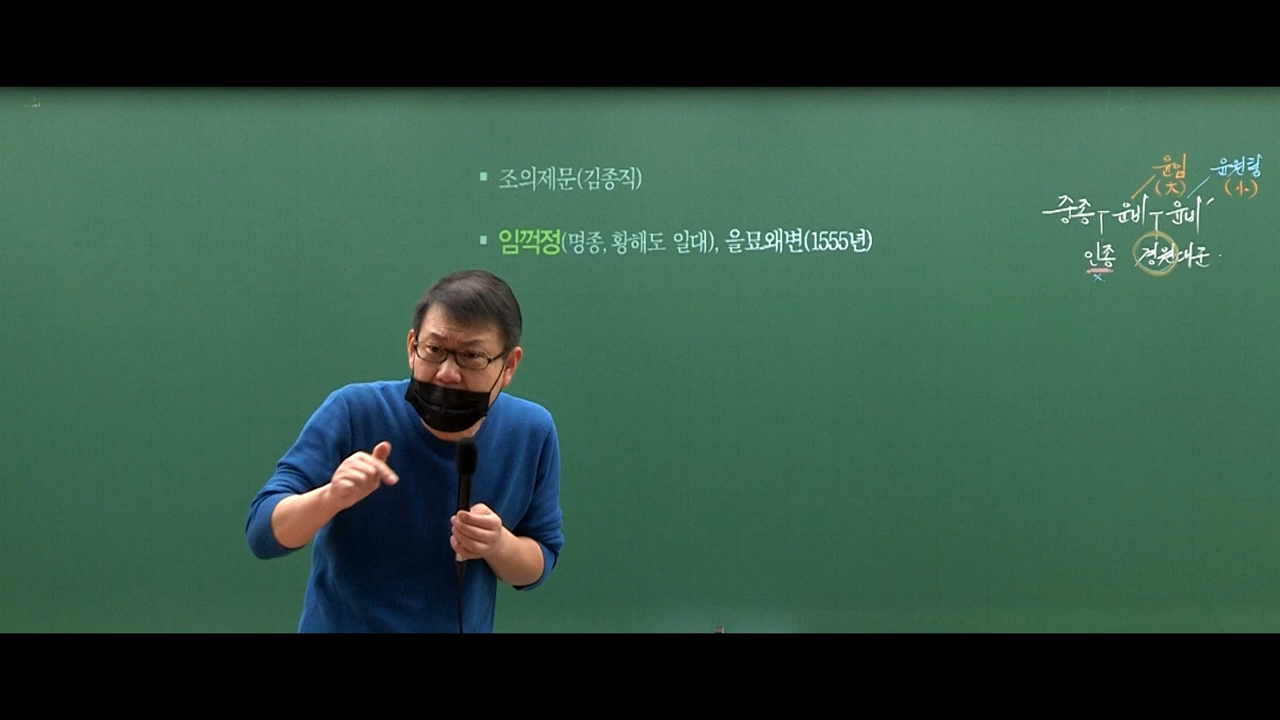 ▪ 조의제문(김종직)
▪ 임꺽정(명종, 황해도 일대), 을묘왜변(1555년)
윤임 윤원형
(大) (小)
중종 윤비 윤비′
인종 경원대군
x